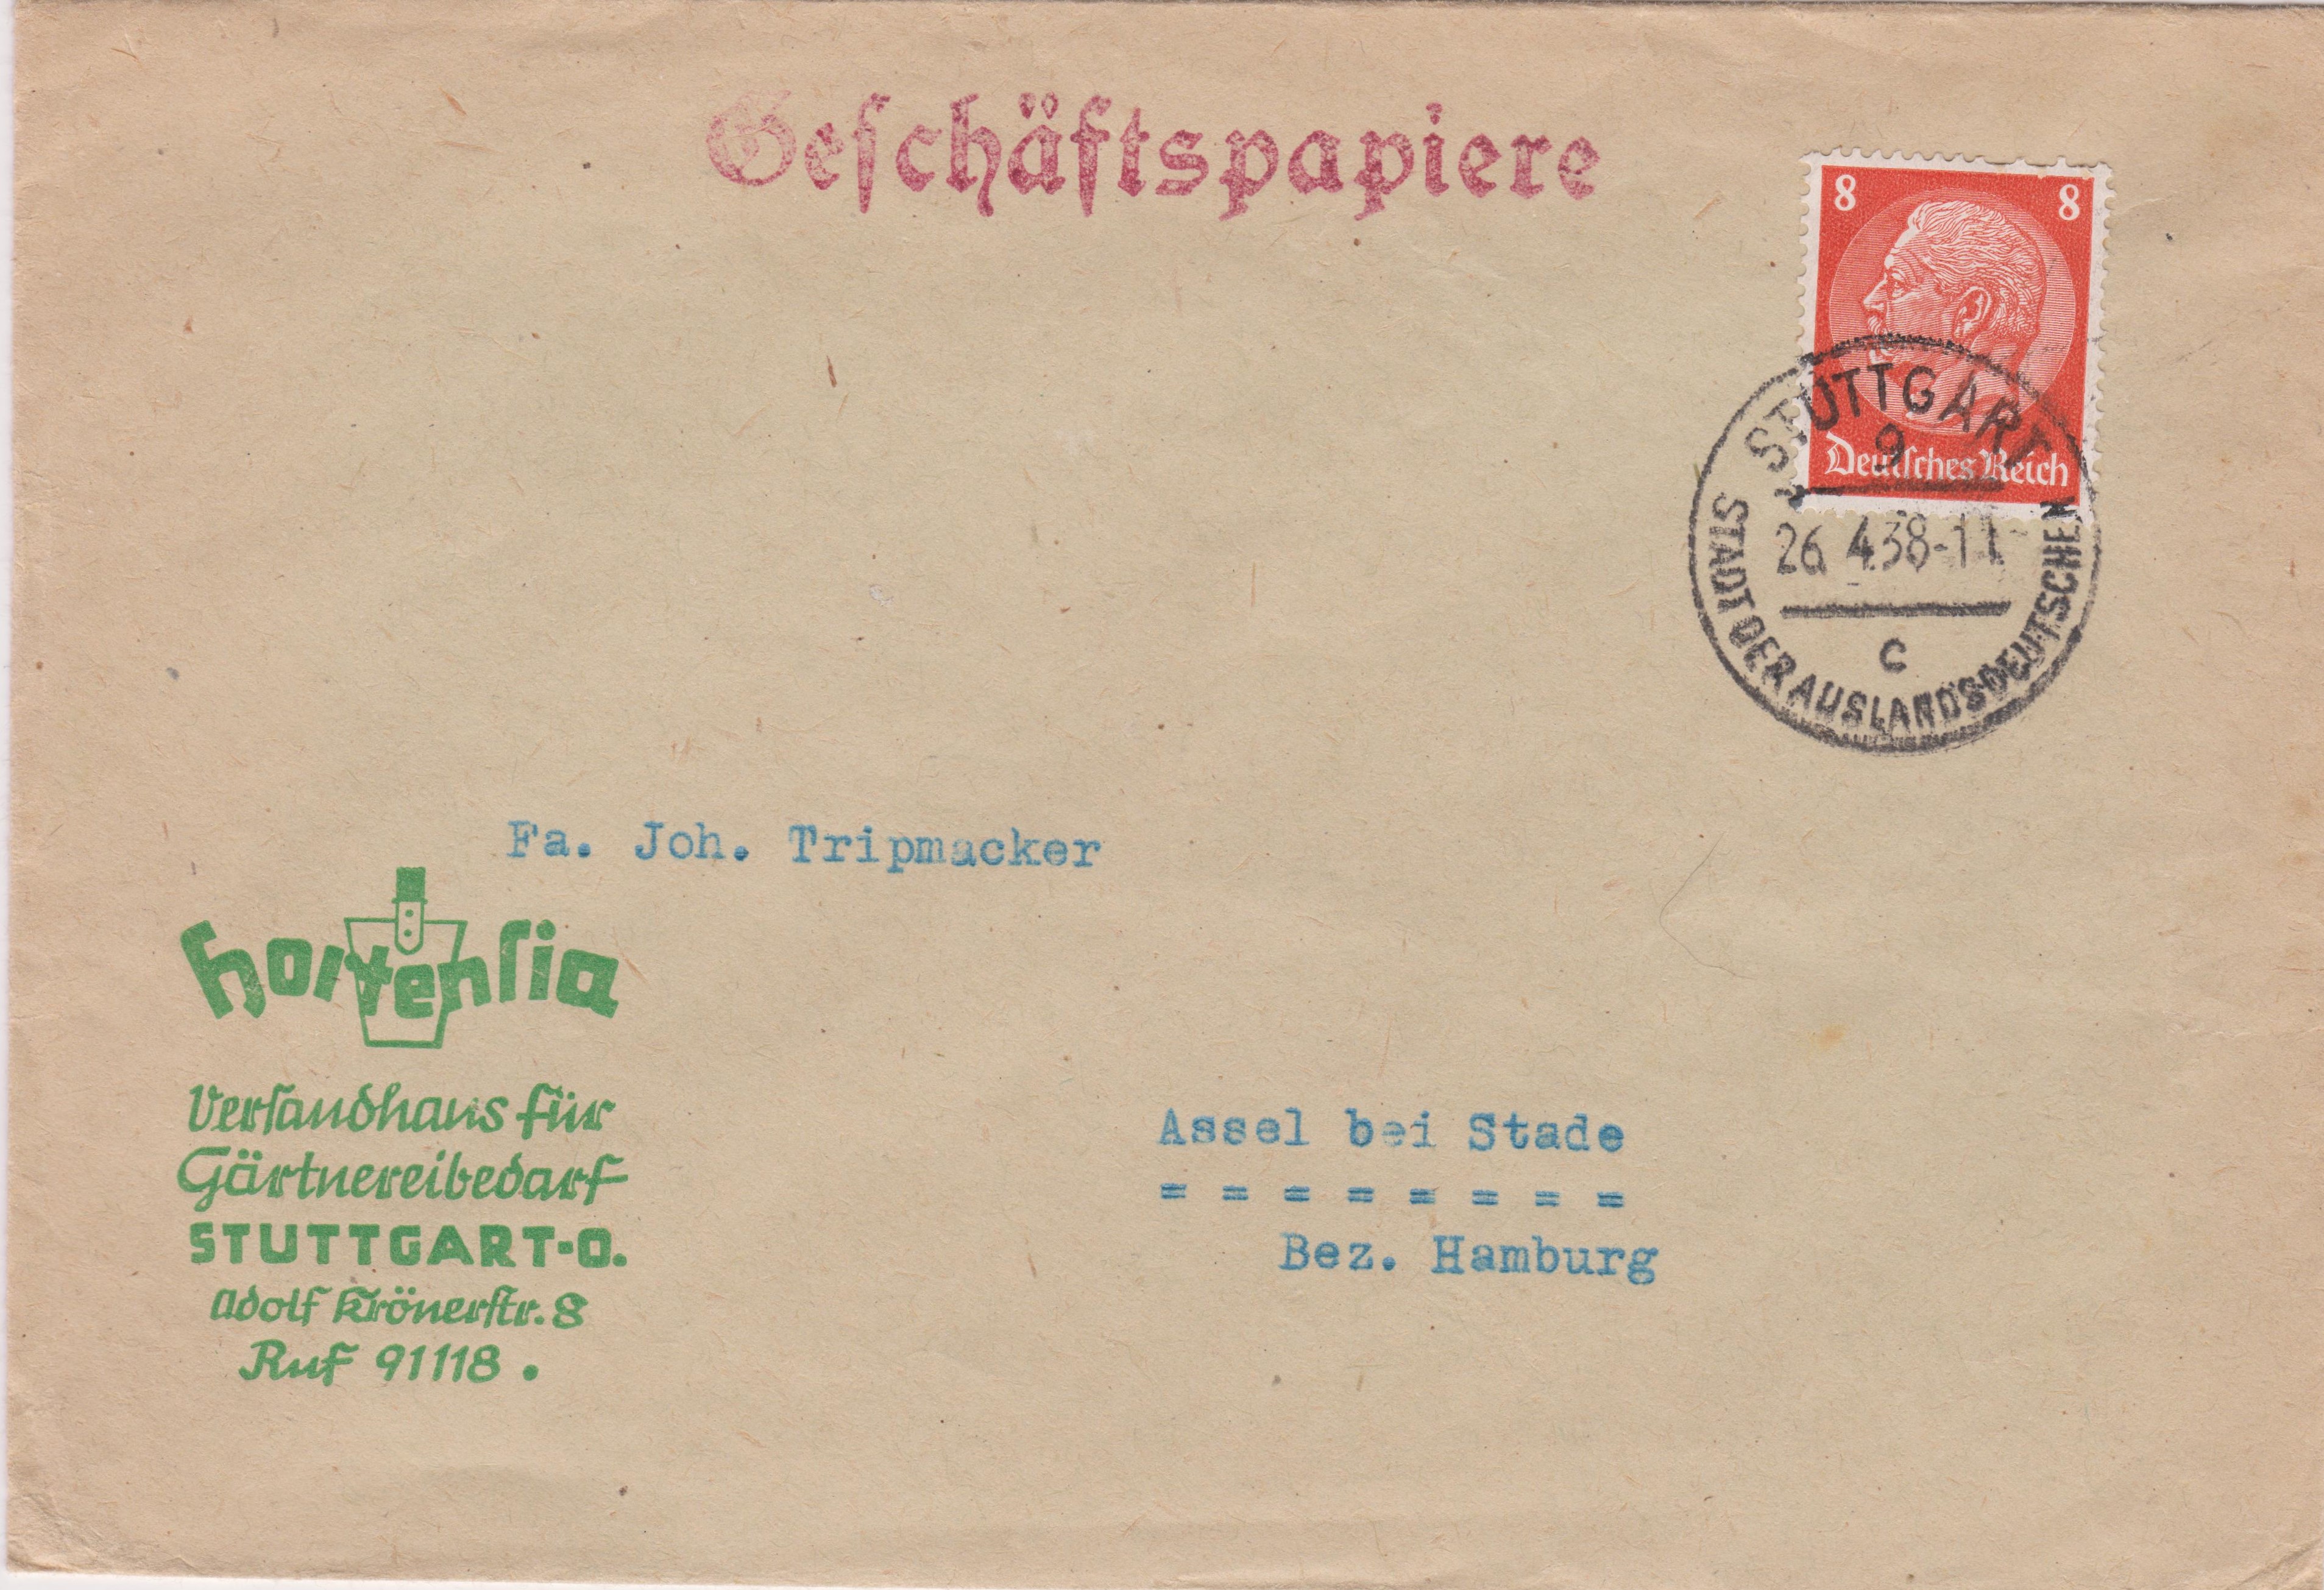 Geſchäftspapiere
8 8
Deutſches Reich
STUTTGART
9
26.4.38-11
c
STADT DER AUSLANDSDEUTSCHEN
Fa. Joh. Tripmacker
hortenſia
Verſandhaus für
Gärtnereibedarf
STUTTGART-O.
Adolf Krönerſtr. 8
Ruf 91118.
Assel bei Stade
= = = = = = = =
Bez. Hamburg